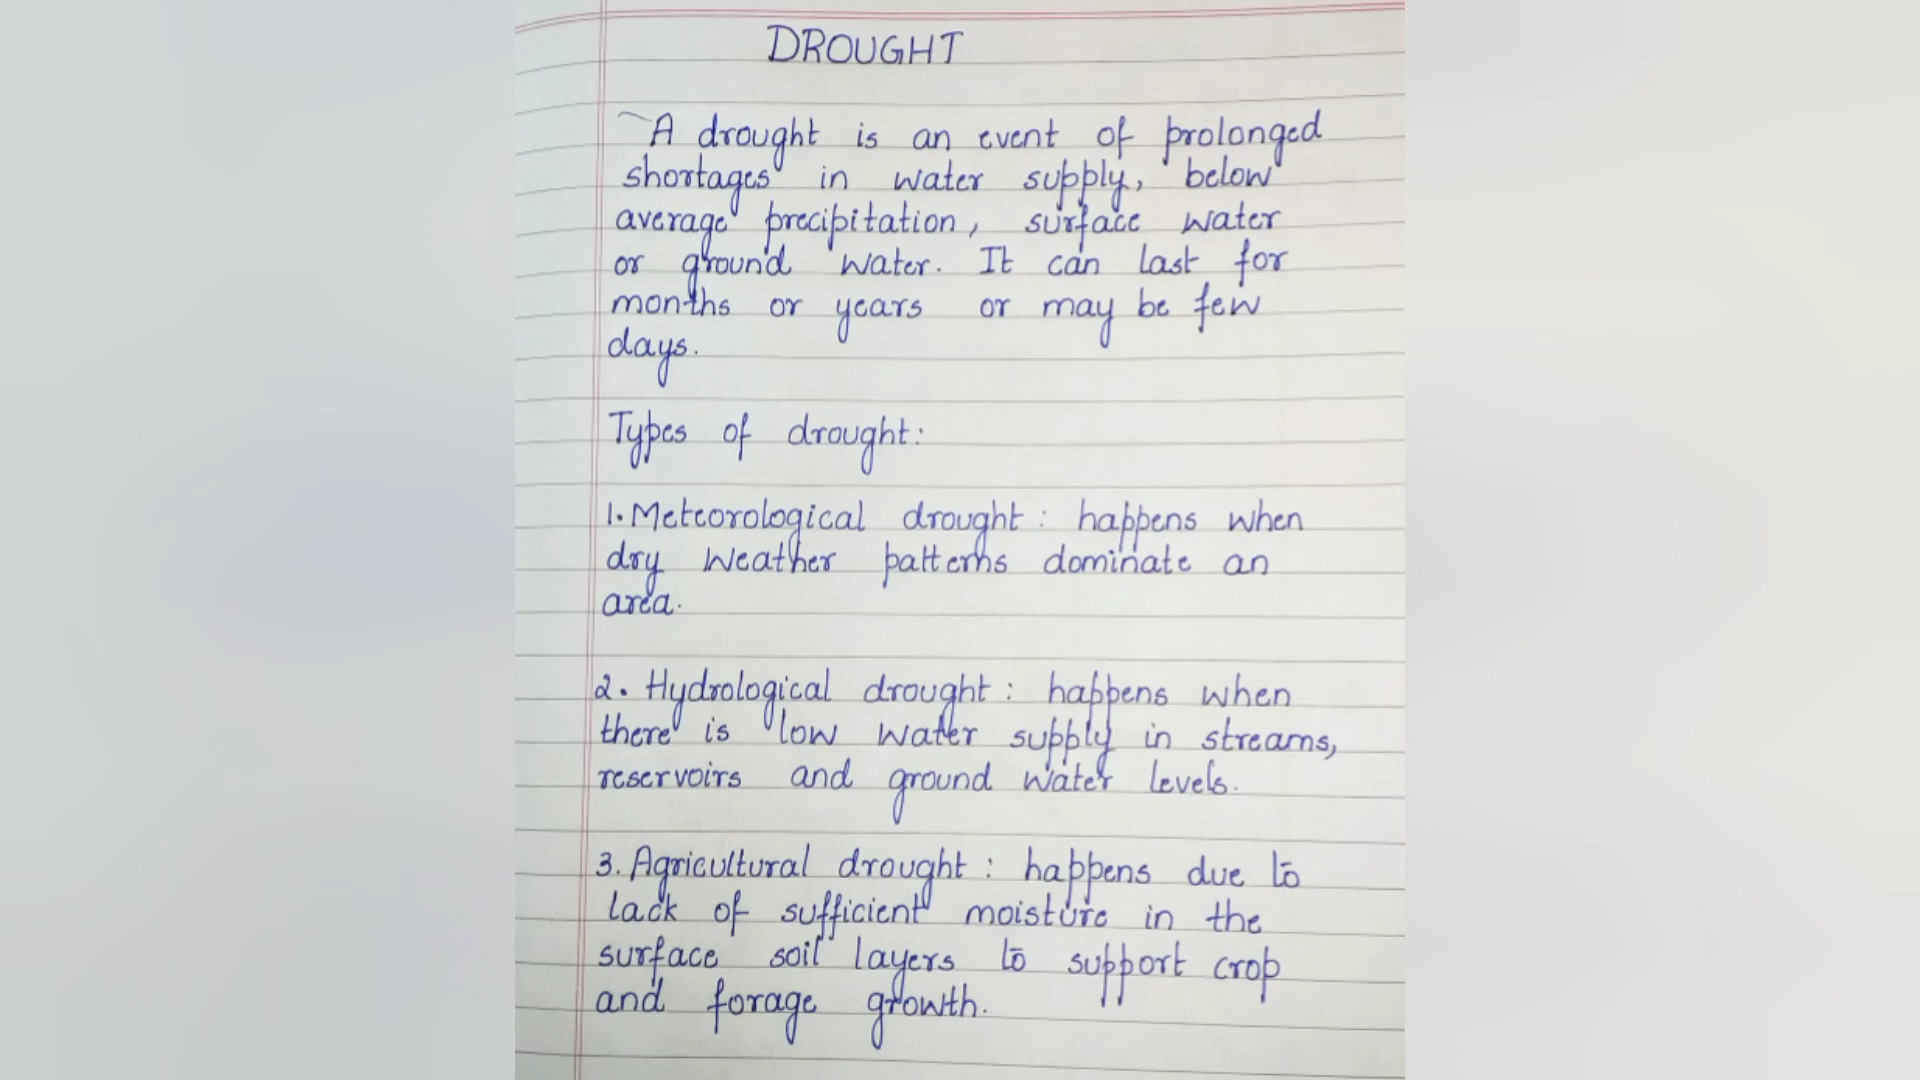 DROUGHT
A drought is an event of prolonged
shortages in water supply, below
average precipitation, surface water
or ground water. It can last for
months or years or may be few
days.
Types of drought:
1. Meteorological drought: happens when
dry weather patterns dominate an
area.
2. Hydrological drought: happens when
there is low water supply in streams,
reservoirs and ground water levels.
3. Agricultural drought: happens due to
lack of sufficient moisture in the
surface soil layers to support crop
and forage growth.